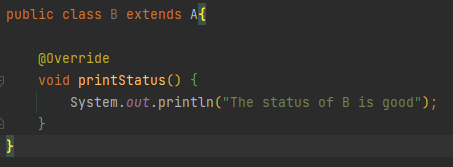 public class B extends A{
@Override
void printStatus() {
System.out.println("The status of B is good");
}
}